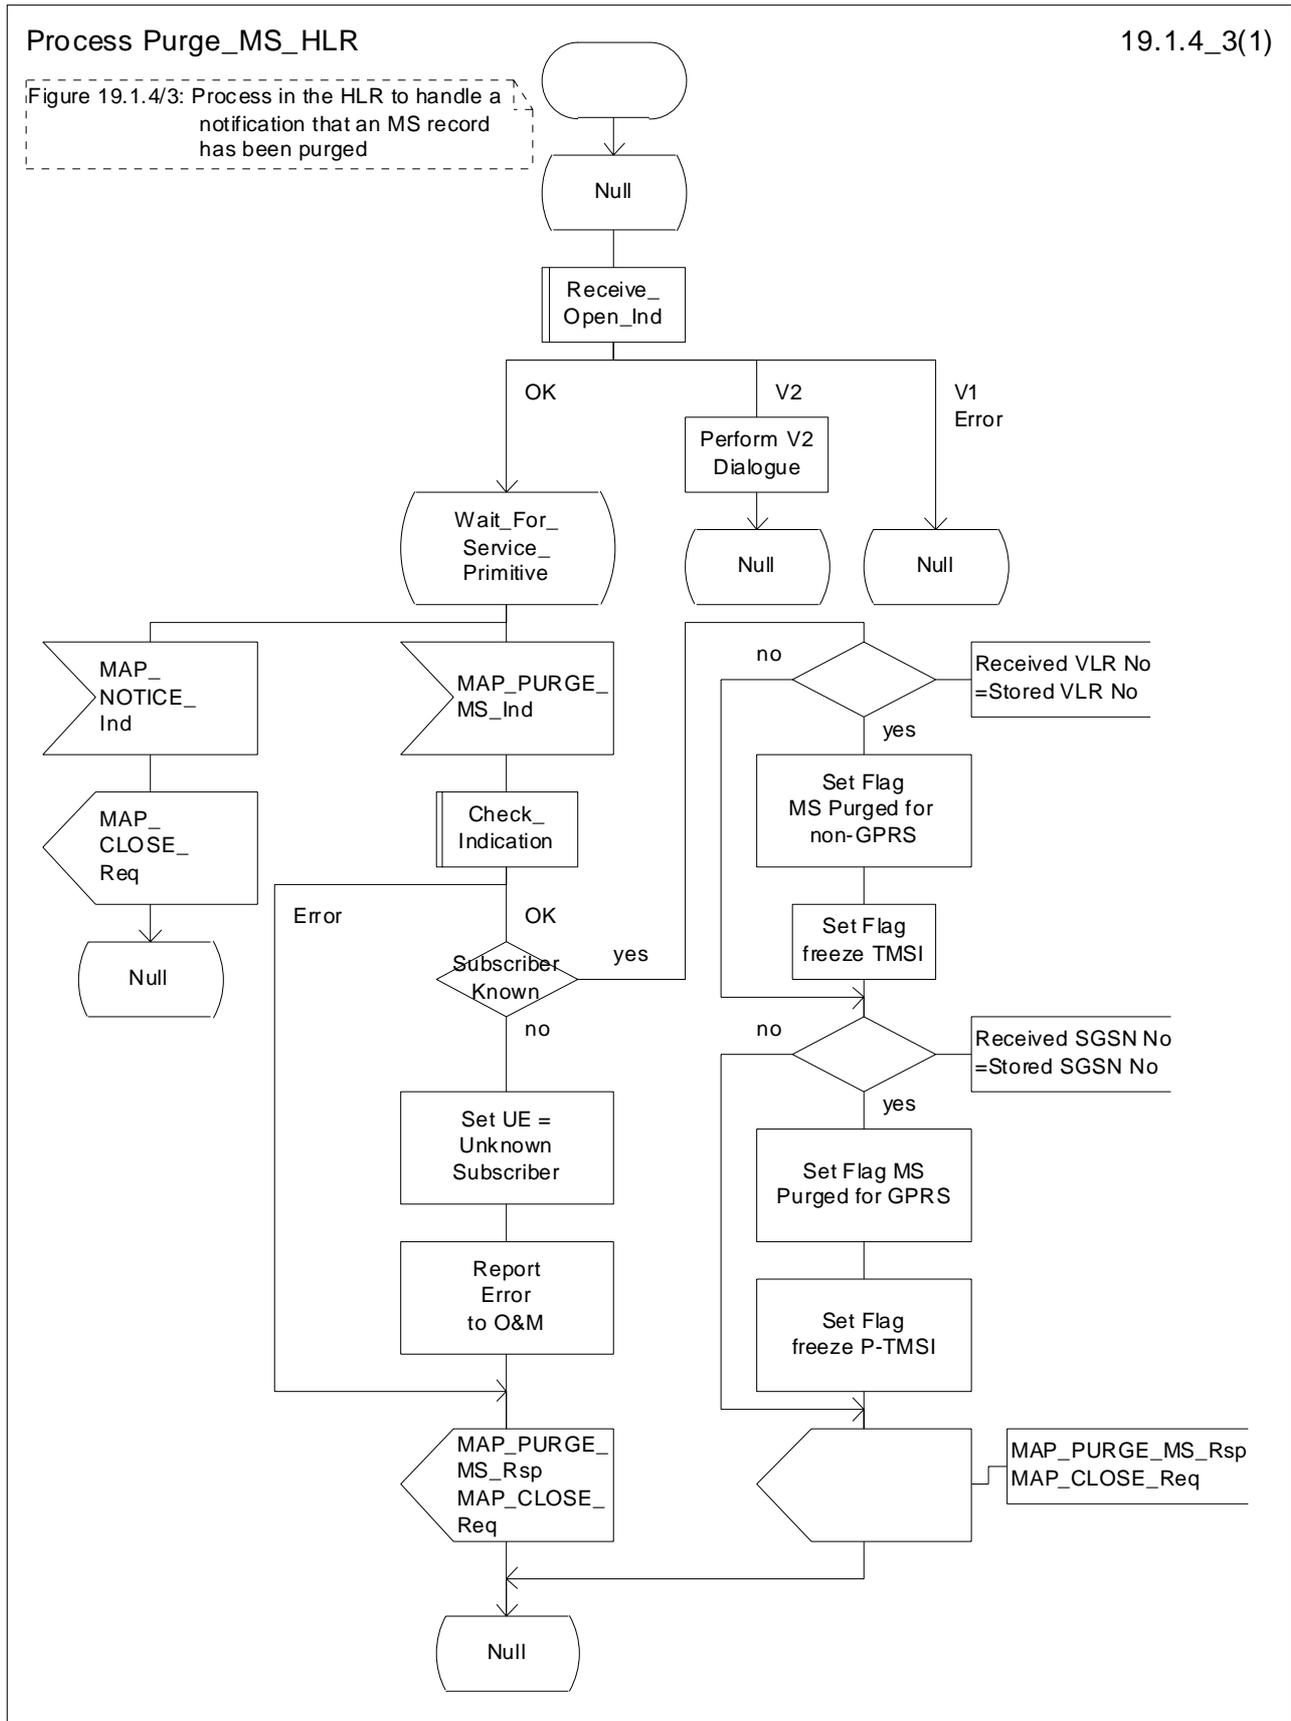 Process Purge_MS_HLR
19.1.4_3(1)
Figure 19.1.4/3: Process in the HLR to handle a
notification that an MS record
has been purged
Null
Receive_
Open_Ind
OK
V2
V1
Error
Perform V2
Dialogue
Wait_For_
Service_
Primitive
Null
Null
MAP_
NOTICE_
Ind
MAP_PURGE_
MS_Ind
no
Received VLR No
=Stored VLR No
yes
Set Flag
MS Purged for
non-GPRS
MAP_
CLOSE_
Req
Check_
Indication
Error
OK
Set Flag
freeze TMSI
Null
Subscriber
Known
yes
no
no
Received SGSN No
=Stored SGSN No
yes
Set UE =
Unknown
Subscriber
Set Flag MS
Purged for GPRS
Report
Error
to O&M
Set Flag
freeze P-TMSI
MAP_PURGE_
MS_Rsp
MAP_CLOSE_
Req
MAP_PURGE_MS_Rsp
MAP_CLOSE_Req
Null